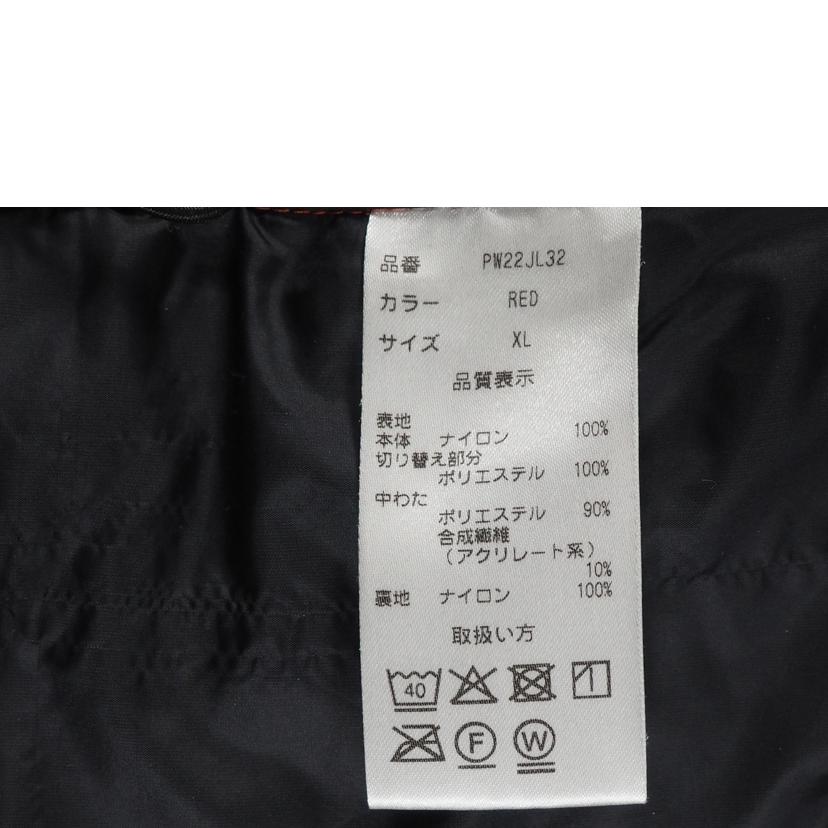 品番 PW22JL32
カラー RED
サイズ XL
品質表示
表地
本体 ナイロン 100%
切り替え部分
ポリエステル 100%
中わた
ポリエステル 90%
合成繊維
(アクリレート系)
10%
裏地 ナイロン 100%
取扱い方
40
F W